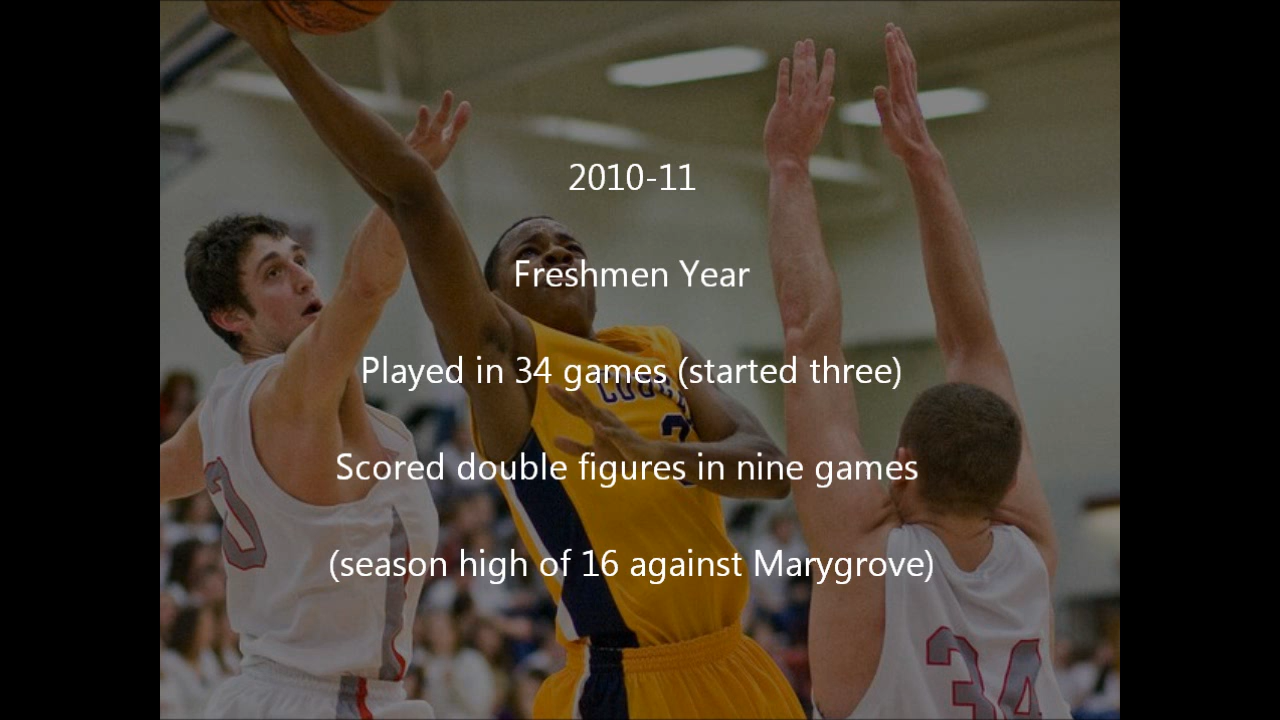 2010-11
Freshmen Year
Played in 34 games (started three)
Scored double figures in nine games
(season high of 16 against Marygrove)
34